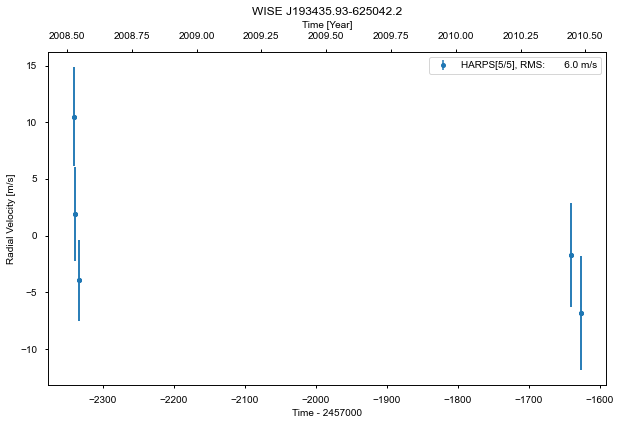 WISE J193435.93-625042.2
Time [Year]
2008.50 2008.75 2009.00 2009.25 2009.50 2009.75 2010.00 2010.25 2010.50
HARPS[5/5], RMS: 6.0 m/s
Radial Velocity [m/s]
15
10
5
0
−5
−10
−2300 −2200 −2100 −2000 −1900 −1800 −1700 −1600
Time - 2457000